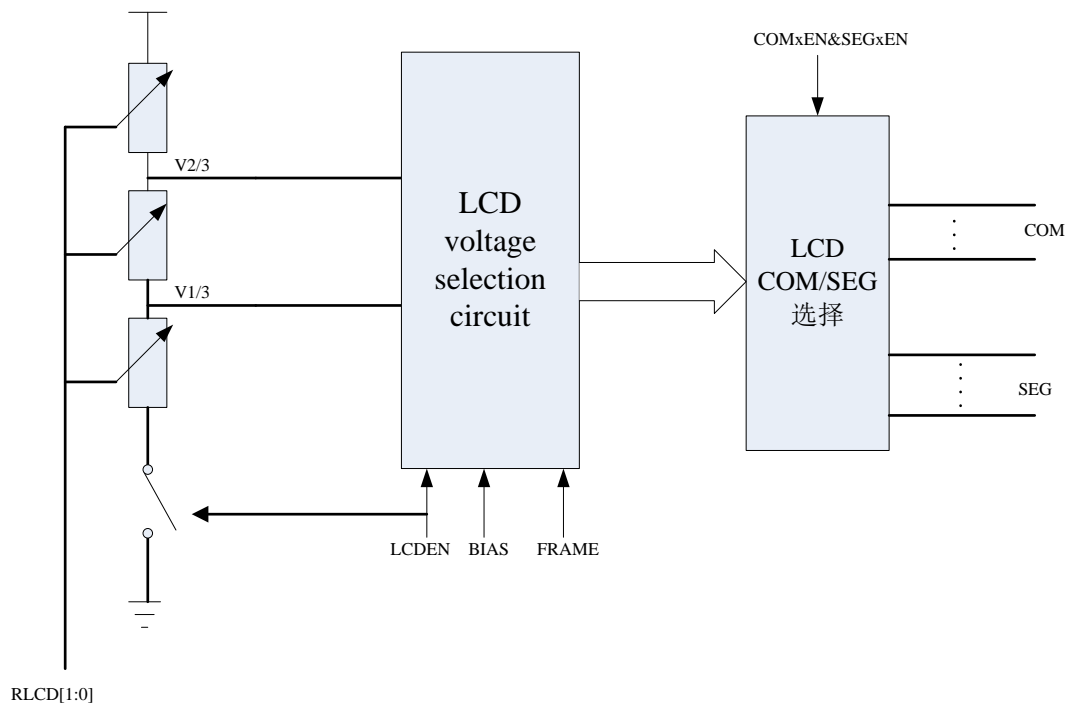 COMxEN&SEGxEN
V2/3
LCD
voltage
selection
circuit
LCD
COM/SEG
选择
COM
V1/3
SEG
LCDEN
BIAS
FRAME
RLCD[1:0]